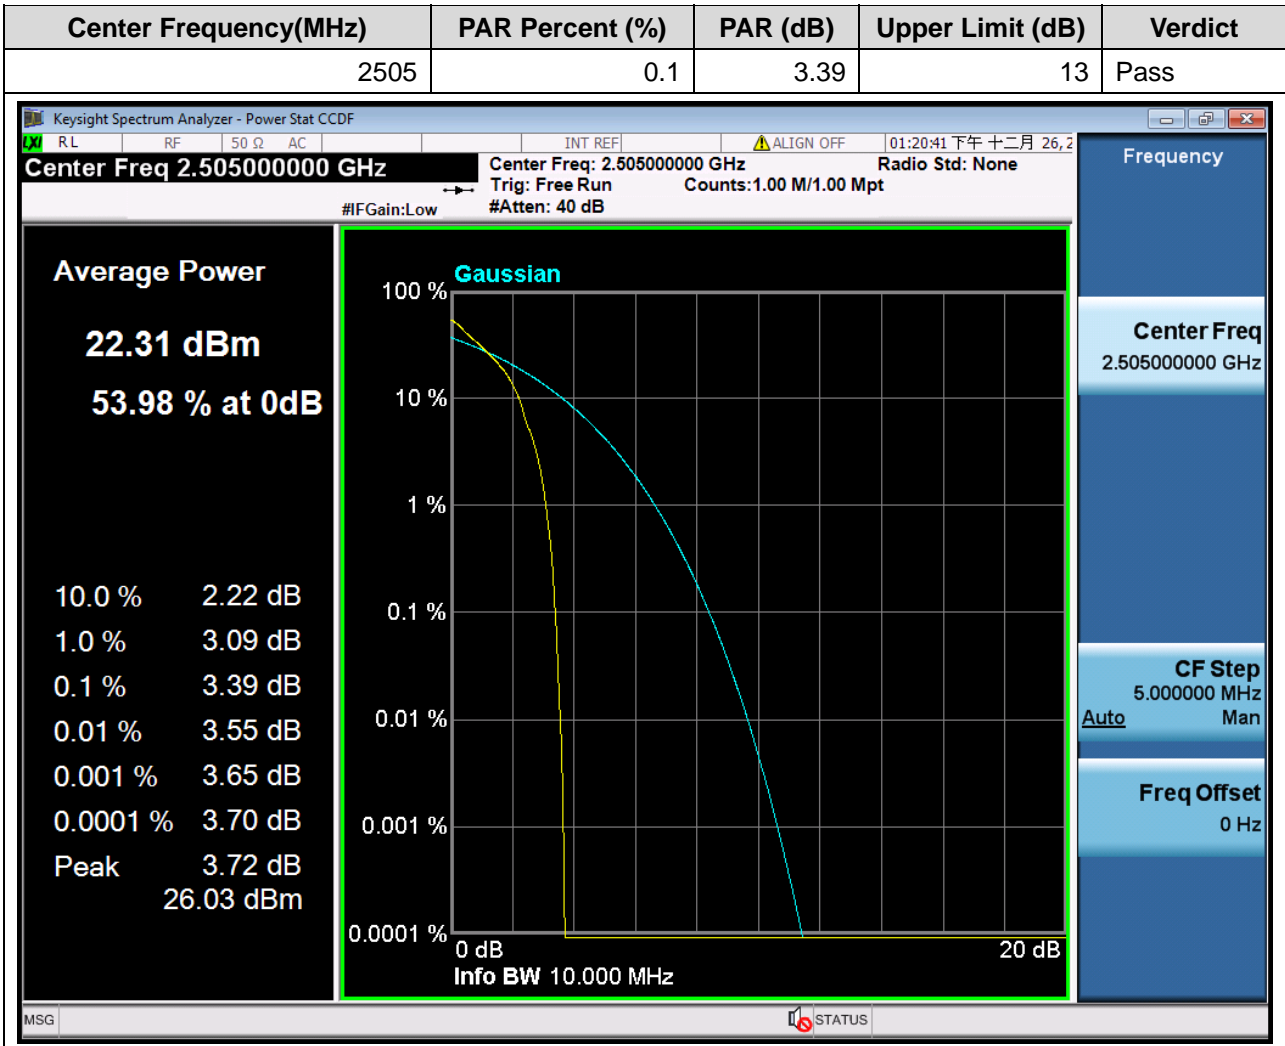 Center Frequency(MHz) PAR Percent (%) PAR (dB) Upper Limit (dB) Verdict
2505 0.1 3.39 13 Pass
Keysight Spectrum Analyzer - Power Stat CCDF
LXI RL RF 50 Ω AC INT REF ALIGN OFF 01:20:41 下午 十二月 26, 2
Center Freq 2.505000000 GHz
Center Freq: 2.505000000 GHz Radio Std: None
Trig: Free Run Counts:1.00 M/1.00 Mpt
#IFGain:Low #Atten: 40 dB
Average Power
22.31 dBm
53.98 % at 0dB
10.0 % 2.22 dB
1.0 % 3.09 dB
0.1 % 3.39 dB
0.01 % 3.55 dB
0.001 % 3.65 dB
0.0001 % 3.70 dB
Peak 3.72 dB
26.03 dBm
Gaussian
100 %
10 %
1 %
0.1 %
0.01 %
0.001 %
0.0001 %
0 dB 20 dB
Info BW 10.000 MHz
Frequency
Center Freq
2.505000000 GHz
CF Step
5.000000 MHz
Auto Man
Freq Offset
0 Hz
MSG STATUS